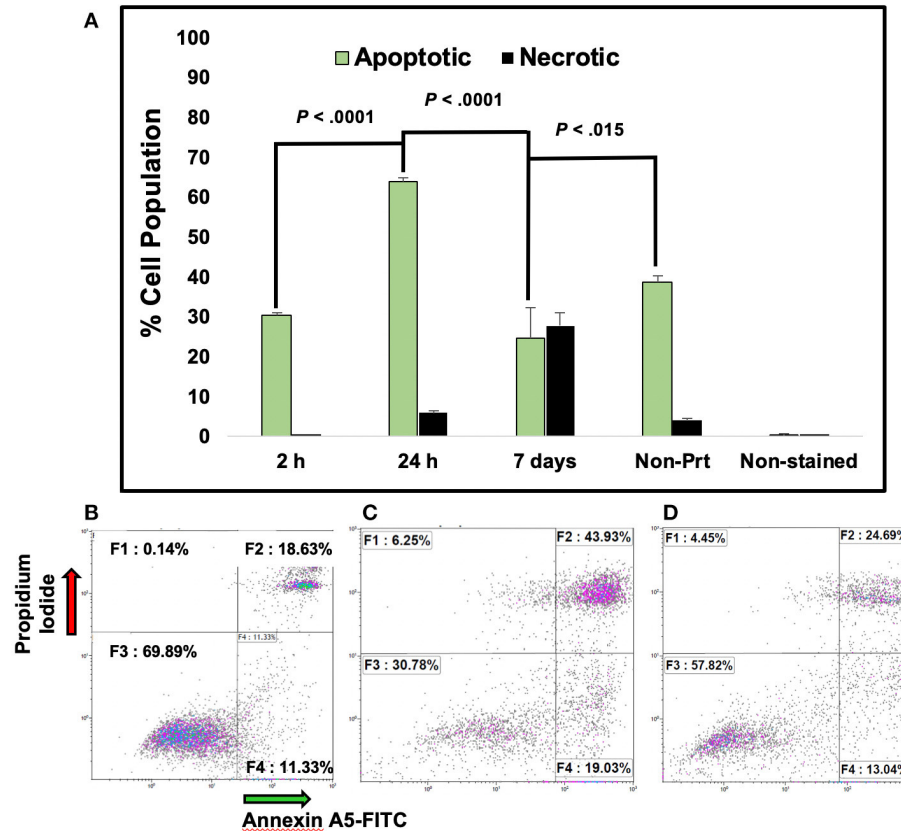 A
100
90
80
70
60
50
40
30
20
10
0
% Cell Population
Apoptotic Necrotic
P < .0001
P < .0001
P < .015
2 h 24 h 7 days Non-Prt Non-stained
B
C
D
F1 : 0.14%
F2 : 18.63%
F4 : 11.33%
F3 : 69.89%
F4 : 11.33%
F1 : 6.25%
F2 : 43.93%
F3 : 30.78%
F4 : 19.03%
F1 : 4.45%
F2 : 24.69%
F3 : 57.82%
F4 : 13.04%
Propidium
Iodide
Annexin A5-FITC